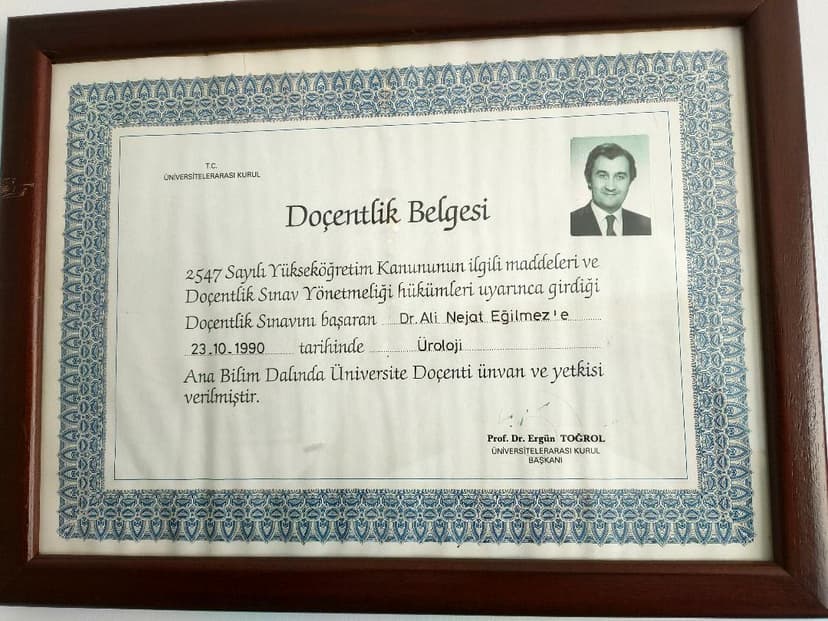 T.C.
ÜNİVERSİTELERARASI KURUL
Doçentlik Belgesi
2547 Sayılı Yükseköğretim Kanununun ilgili maddeleri ve
Doçentlik Sınav Yönetmeliği hükümleri uyarınca girdiği
Doçentlik Sınavını başaran Dr.Ali Nejat Eğilmez'e
23.10.1990 tarihinde Üroloji
Ana Bilim Dalında Üniversite Doçenti ünvan ve yetkisi
verilmiştir.
Prof. Dr. Ergün TOĞROL
ÜNİVERSİTELERARASI KURUL
BAŞKANI